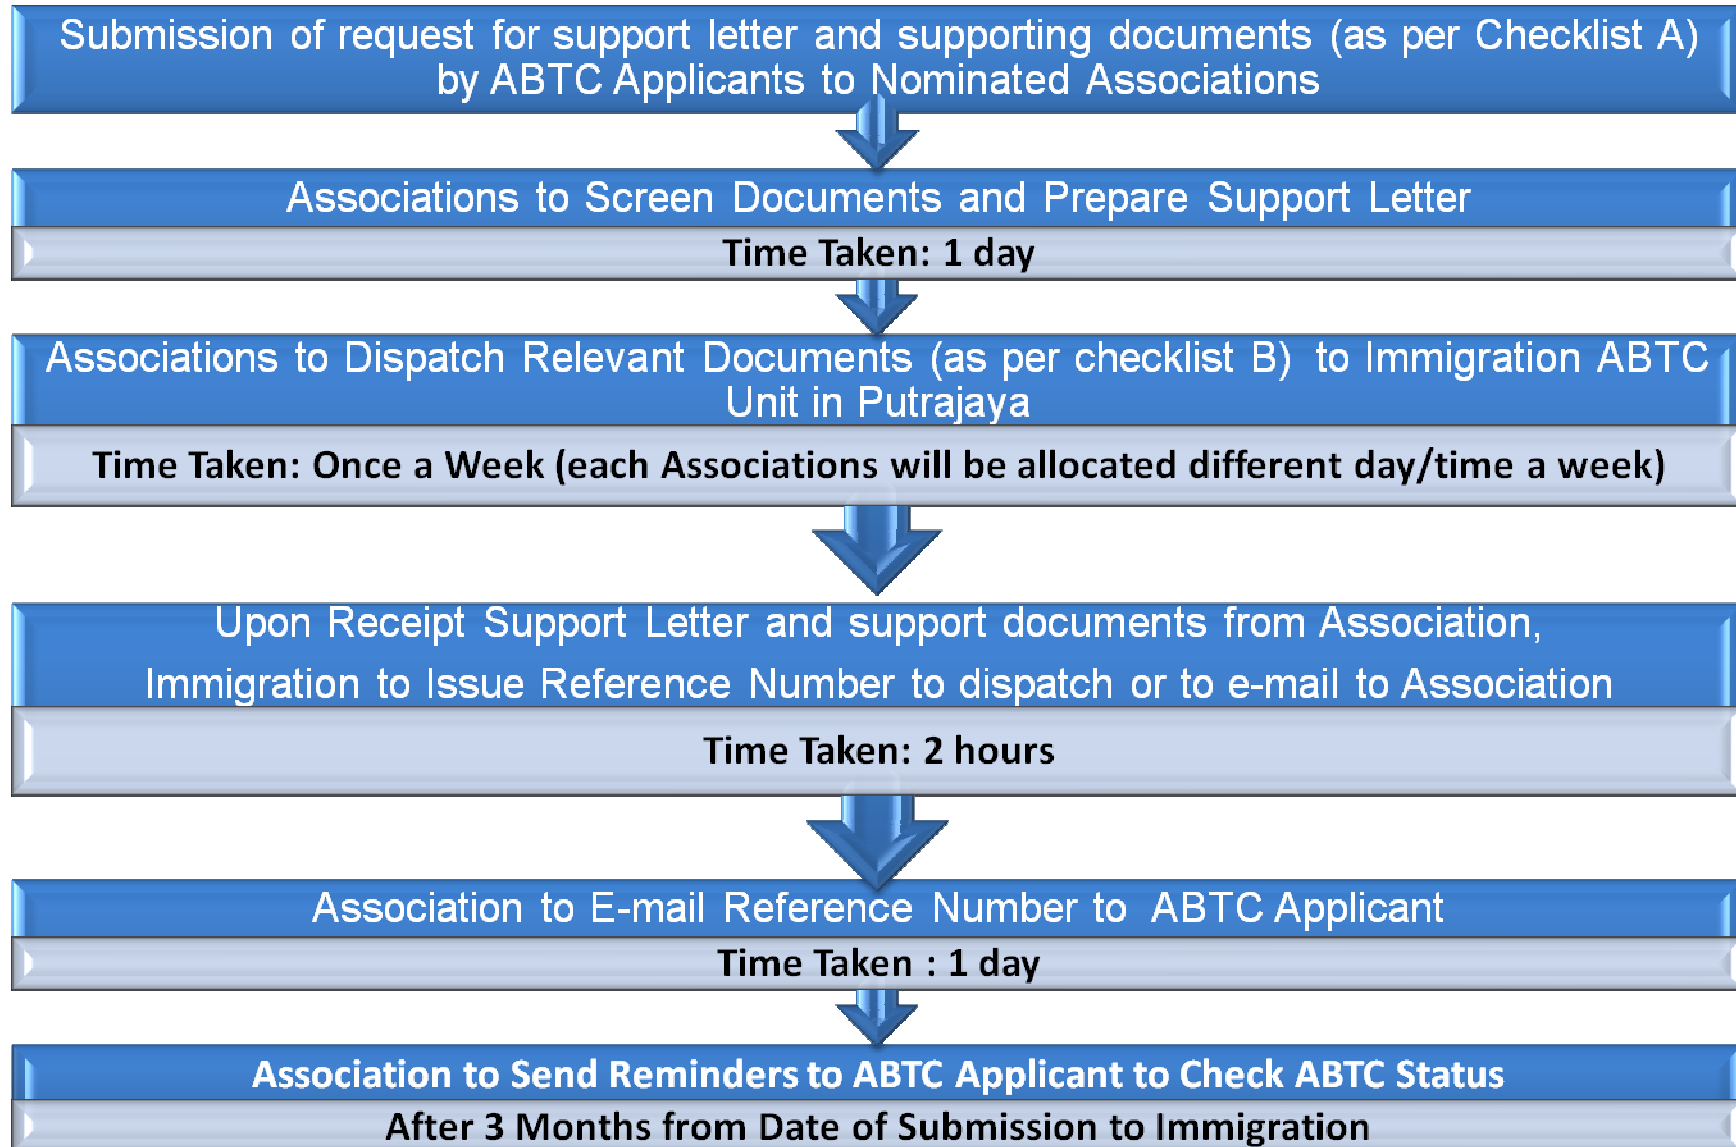 Submission of request for support letter and supporting documents (as per Checklist A)
by ABTC Applicants to Nominated Associations
Associations to Screen Documents and Prepare Support Letter
Time Taken: 1 day
Associations to Dispatch Relevant Documents (as per checklist B) to Immigration ABTC
Unit in Putrajaya
Time Taken: Once a Week (each Associations will be allocated different day/time a week)
Upon Receipt Support Letter and support documents from Association,
Immigration to Issue Reference Number to dispatch or to e-mail to Association
Time Taken: 2 hours
Association to E-mail Reference Number to ABTC Applicant
Time Taken : 1 day
Association to Send Reminders to ABTC Applicant to Check ABTC Status
After 3 Months from Date of Submission to Immigration